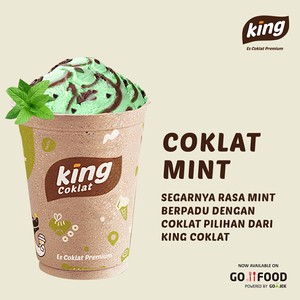 king
Es Coklat Premium
COKLAT
MINT
SEGARNYA RASA MINT
BERPADU DENGAN
COKLAT PILIHAN DARI
KING COKLAT
king
Coklat
Es Coklat Premium
NOW AVAILABLE ON
GO FOOD
POWERED BY GO JEK